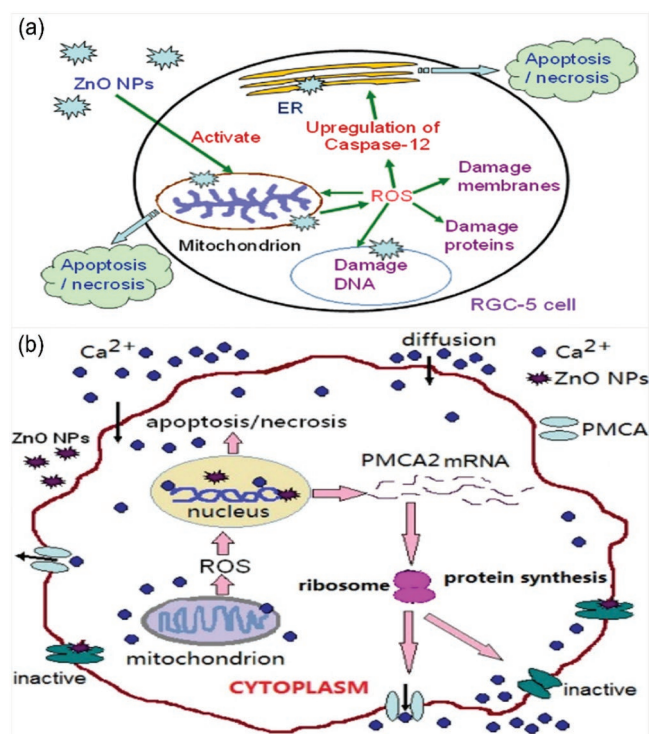 (a)
ZnO NPs
Activate
ER
Apoptosis
/ necrosis
Upregulation of
Caspase-12
Damage
membranes
ROS
Mitochondrion
Damage
proteins
Apoptosis
/ necrosis
Damage
DNA
RGC-5 cell
(b)
Ca2+
diffusion
Ca2+
ZnO NPs
PMCA
apoptosis/necrosis
ZnO NPs
PMCA2 mRNA
nucleus
ROS
ribosome
protein synthesis
mitochondrion
inactive
CYTOPLASM
inactive